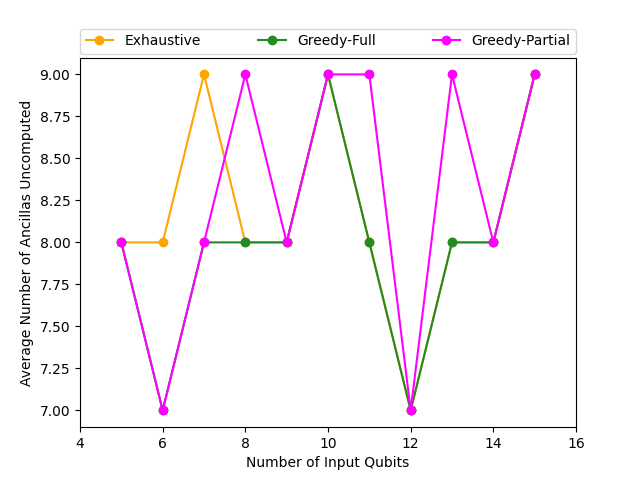 Exhaustive Greedy-Full Greedy-Partial
9.00
8.75
8.50
8.25
8.00
7.75
7.50
7.25
7.00
Average Number of Ancillas Uncomputed
4 6 8 10 12 14 16
Number of Input Qubits